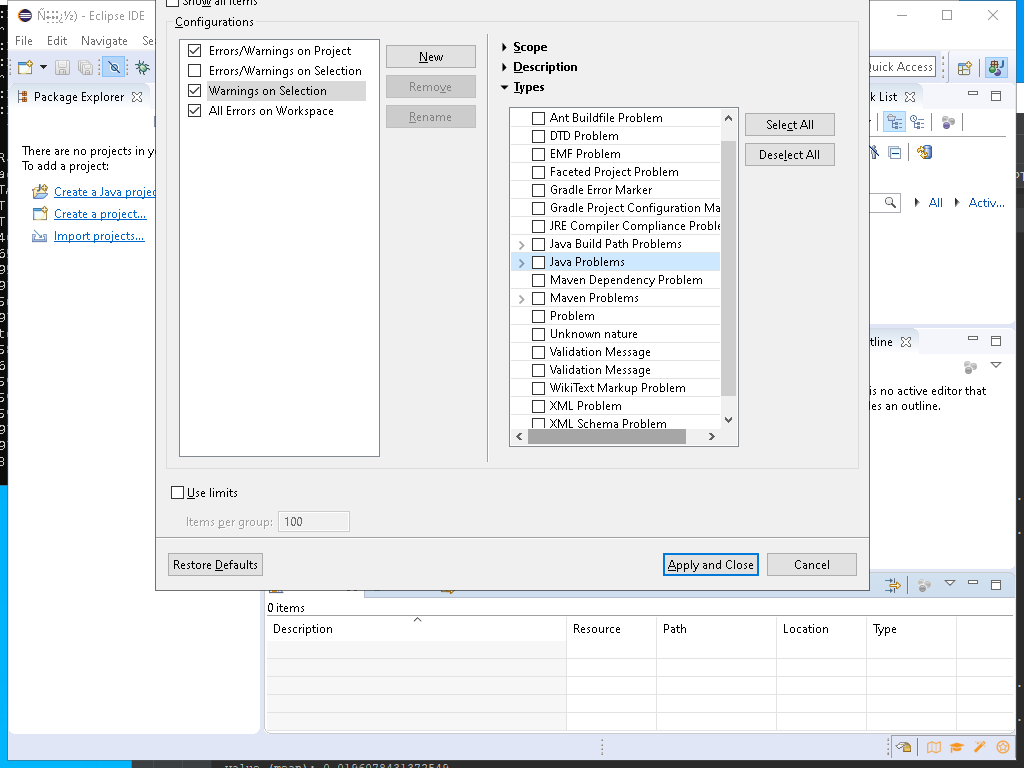 Show all items
- Eclipse IDE
File Edit Navigate Se
Configurations
Errors/Warnings on Project
Errors/Warnings on Selection
Warnings on Selection
All Errors on Workspace
New
Remove
Rename
Scope
Description
Types
Ant Buildfile Problem
DTD Problem
EMF Problem
Faceted Project Problem
Gradle Error Marker
Gradle Project Configuration Ma
JRE Compiler Compliance Proble
Java Build Path Problems
Java Problems
Maven Dependency Problem
Maven Problems
Problem
Unknown nature
Validation Message
Validation Message
WikiText Markup Problem
XML Problem
XML Schema Problem
Select All
Deselect All
Use limits
Items per group: 100
Restore Defaults
Apply and Close
Cancel
Package Explorer
There are no projects in y
To add a project:
Create a Java projec
Create a project...
Import projects...
Quick Access
k List
All
Activ...
tline
is no active editor that
es an outline.
0 items
Description Resource Path Location Type
value (mean): 0.0196078431372549